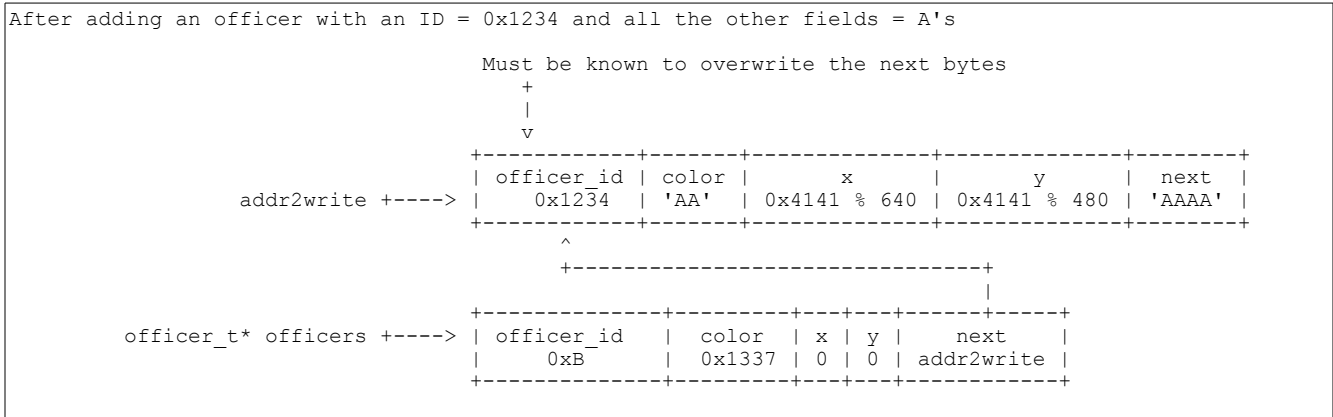 After adding an officer with an ID = 0x1234 and all the other fields = A's
Must be known to overwrite the next bytes
+
|
v
+------------+-------+--------------+--------------+--------+
| officer_id | color |       x      |       y      |  next  |
addr2write +----> |    0x1234  |  'AA' | 0x4141 % 640 | 0x4141 % 480 | 'AAAA' |
+------------+-------+--------------+--------------+--------+
^
+--------------------------------+
|
+--------------+---------+---+---+------+-----+
officer_t* officers +----> | officer_id   |  color  | x | y |    next    |
|     0xB      |  0x1337 | 0 | 0 | addr2write |
+--------------+---------+---+---+------------+